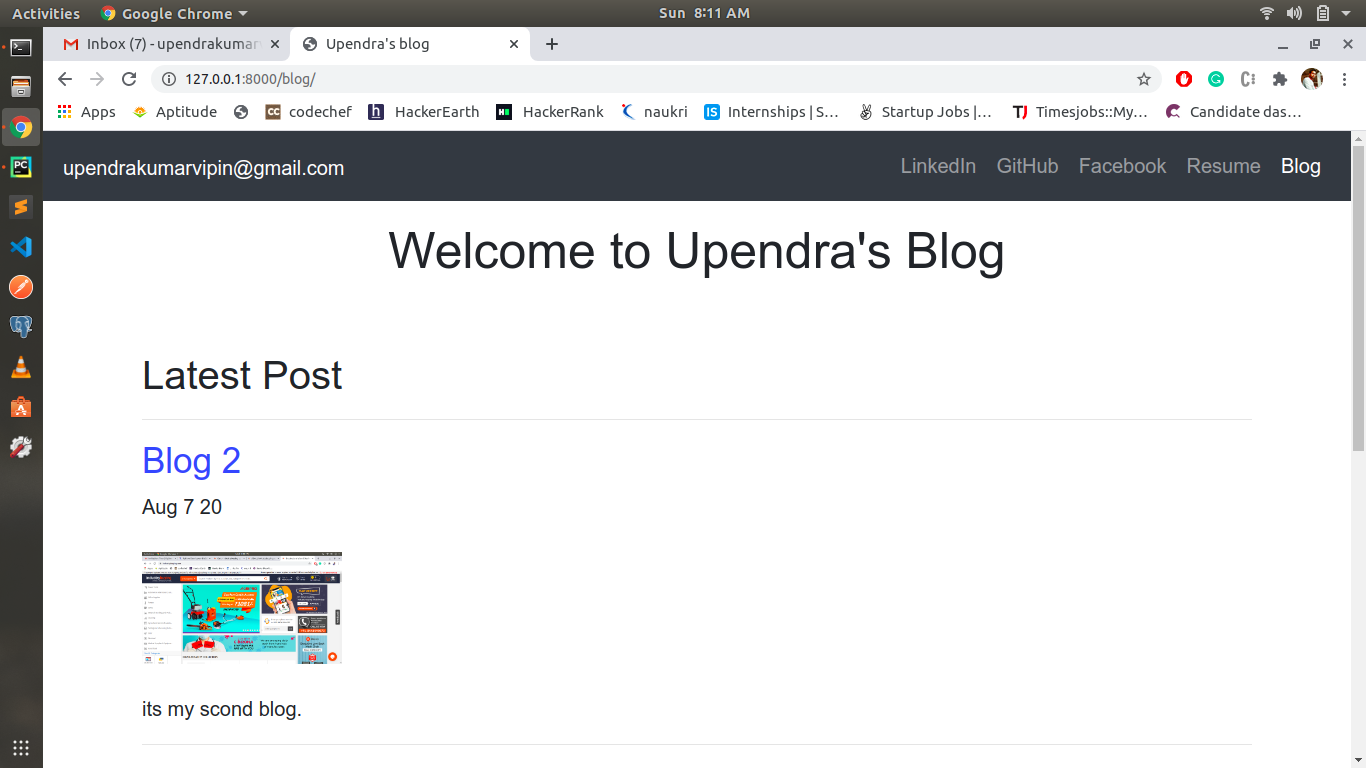 Activities Google Chrome Sun 8:11 AM
Inbox (7) - upendrakumarv Upendra's blog
127.0.0.1:8000/blog/
Apps Aptitude codechef HackerEarth HackerRank naukri Internships | S... Startup Jobs |... Timesjobs::My... Candidate das...
upendrakumarvipin@gmail.com LinkedIn GitHub Facebook Resume Blog
Welcome to Upendra's Blog
Latest Post
Blog 2
Aug 7 20
its my scond blog.